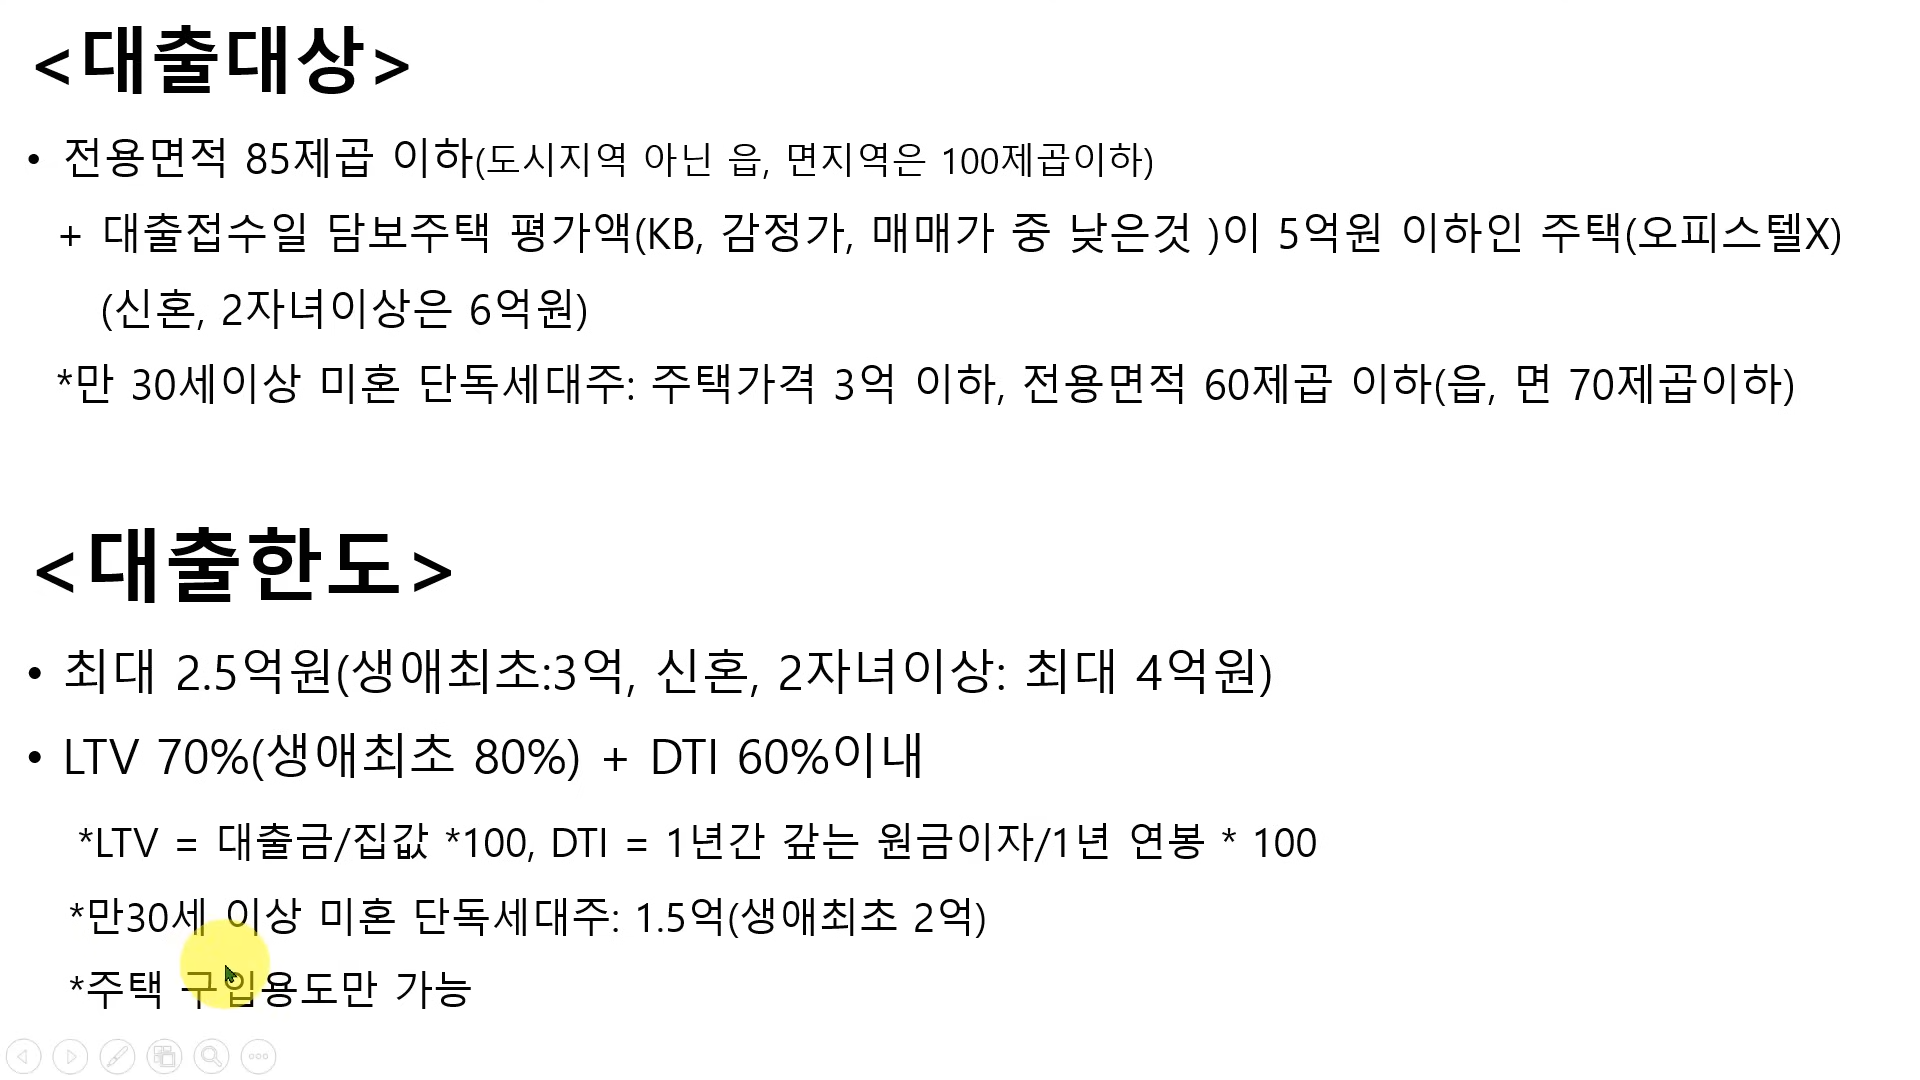 <대출대상>
• 전용면적 85제곱 이하(도시지역 아닌 읍, 면지역은 100제곱이하)
+ 대출접수일 담보주택 평가액(KB, 감정가, 매매가 중 낮은것 )이 5억원 이하인 주택(오피스텔X)
(신혼, 2자녀이상은 6억원)
*만 30세이상 미혼 단독세대주: 주택가격 3억 이하, 전용면적 60제곱 이하(읍, 면 70제곱이하)
<대출한도>
• 최대 2.5억원(생애최초:3억, 신혼, 2자녀이상: 최대 4억원)
• LTV 70%(생애최초 80%) + DTI 60%이내
*LTV = 대출금/집값 *100, DTI = 1년간 갚는 원금이자/1년 연봉 * 100
*만30세 이상 미혼 단독세대주: 1.5억(생애최초 2억)
*주택 구입용도만 가능